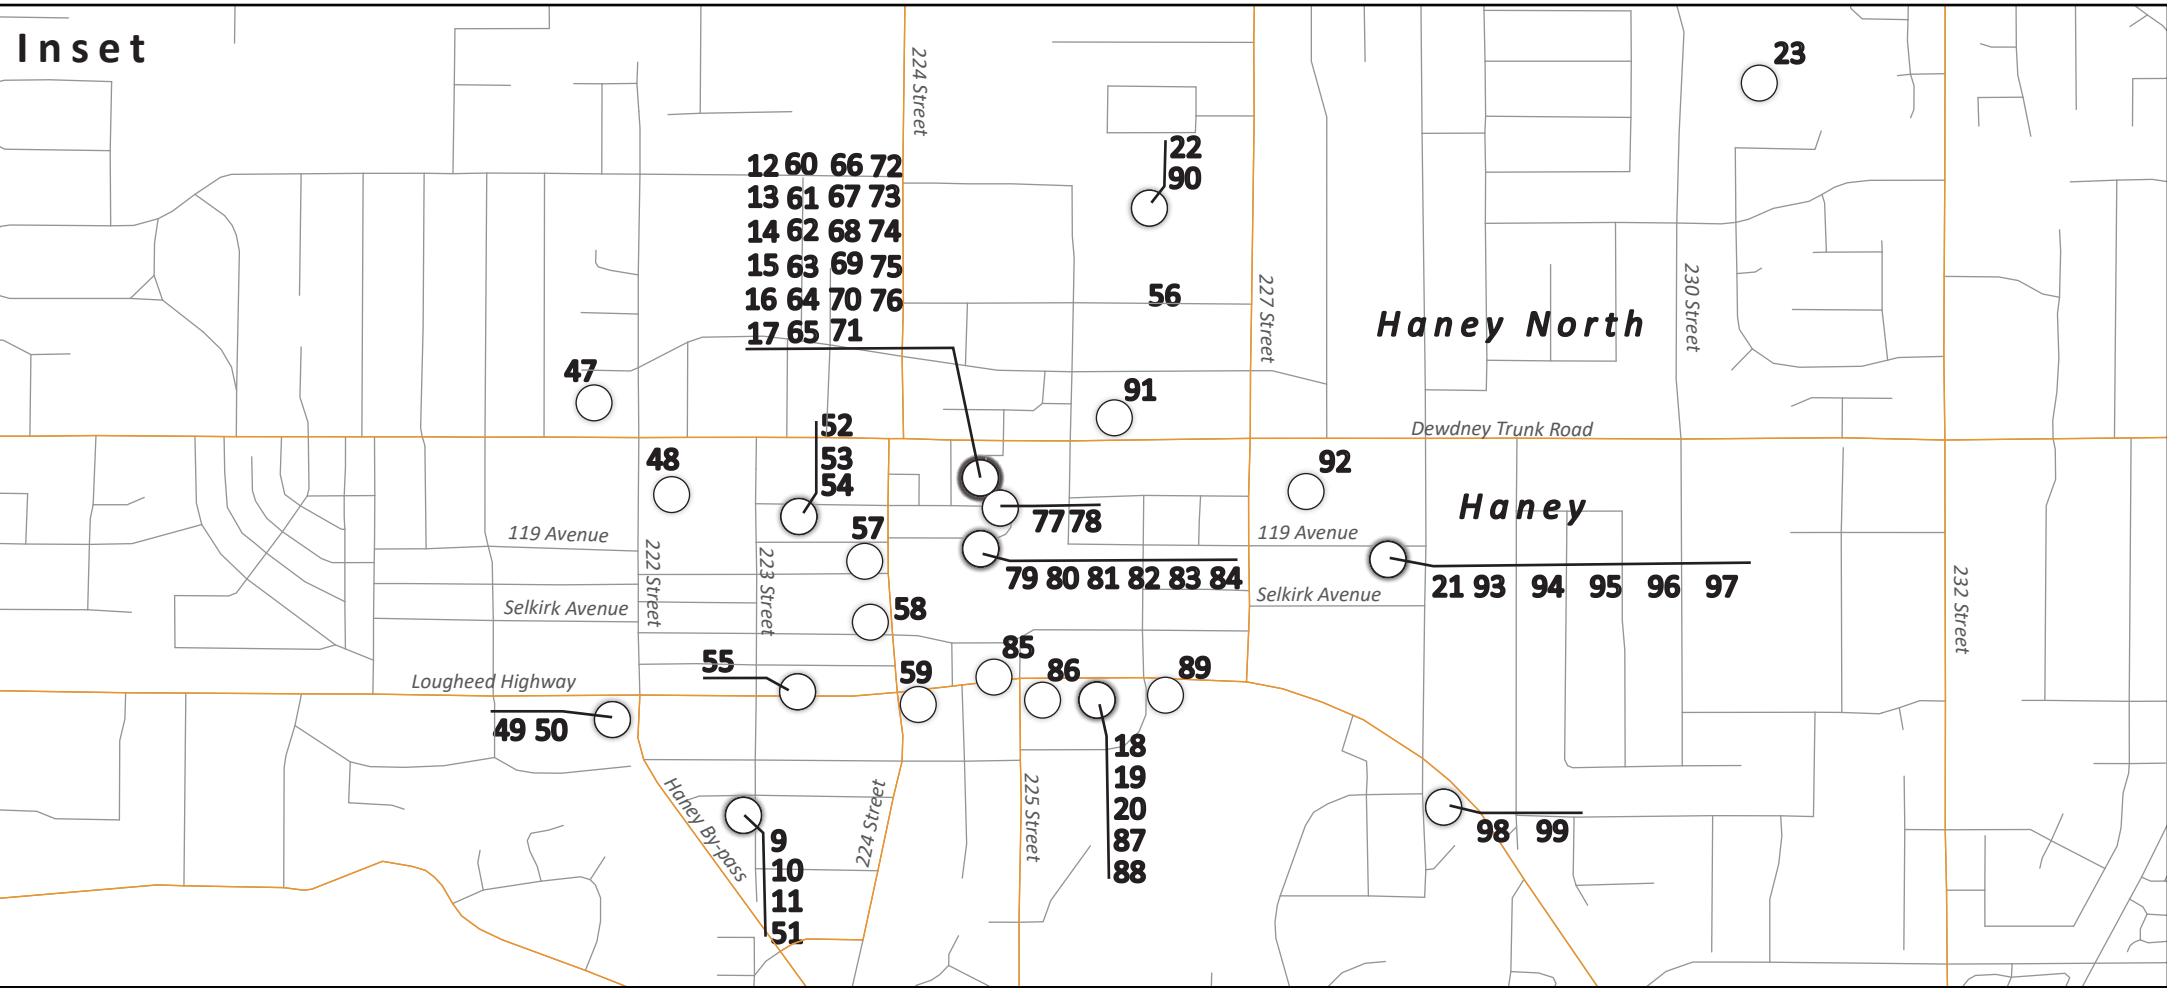 Inset
23
224 Street
22
90
12 60 66 72
13 61 67 73
14 62 68 74
15 63 69 75
16 64 70 76
17 65 71
56
227 Street
230 Street
Haney North
47
91
Dewdney Trunk Road
52
53
54
48
92
Haney
57
77 78
119 Avenue
119 Avenue
222 Street
223 Street
79 80 81 82 83 84
21 93 94 95 96 97
Selkirk Avenue
Selkirk Avenue
58
232 Street
55
85
59
86
89
Lougheed Highway
49 50
18
19
20
87
88
Haney By-pass
224 Street
225 Street
98 99
9
10
11
51